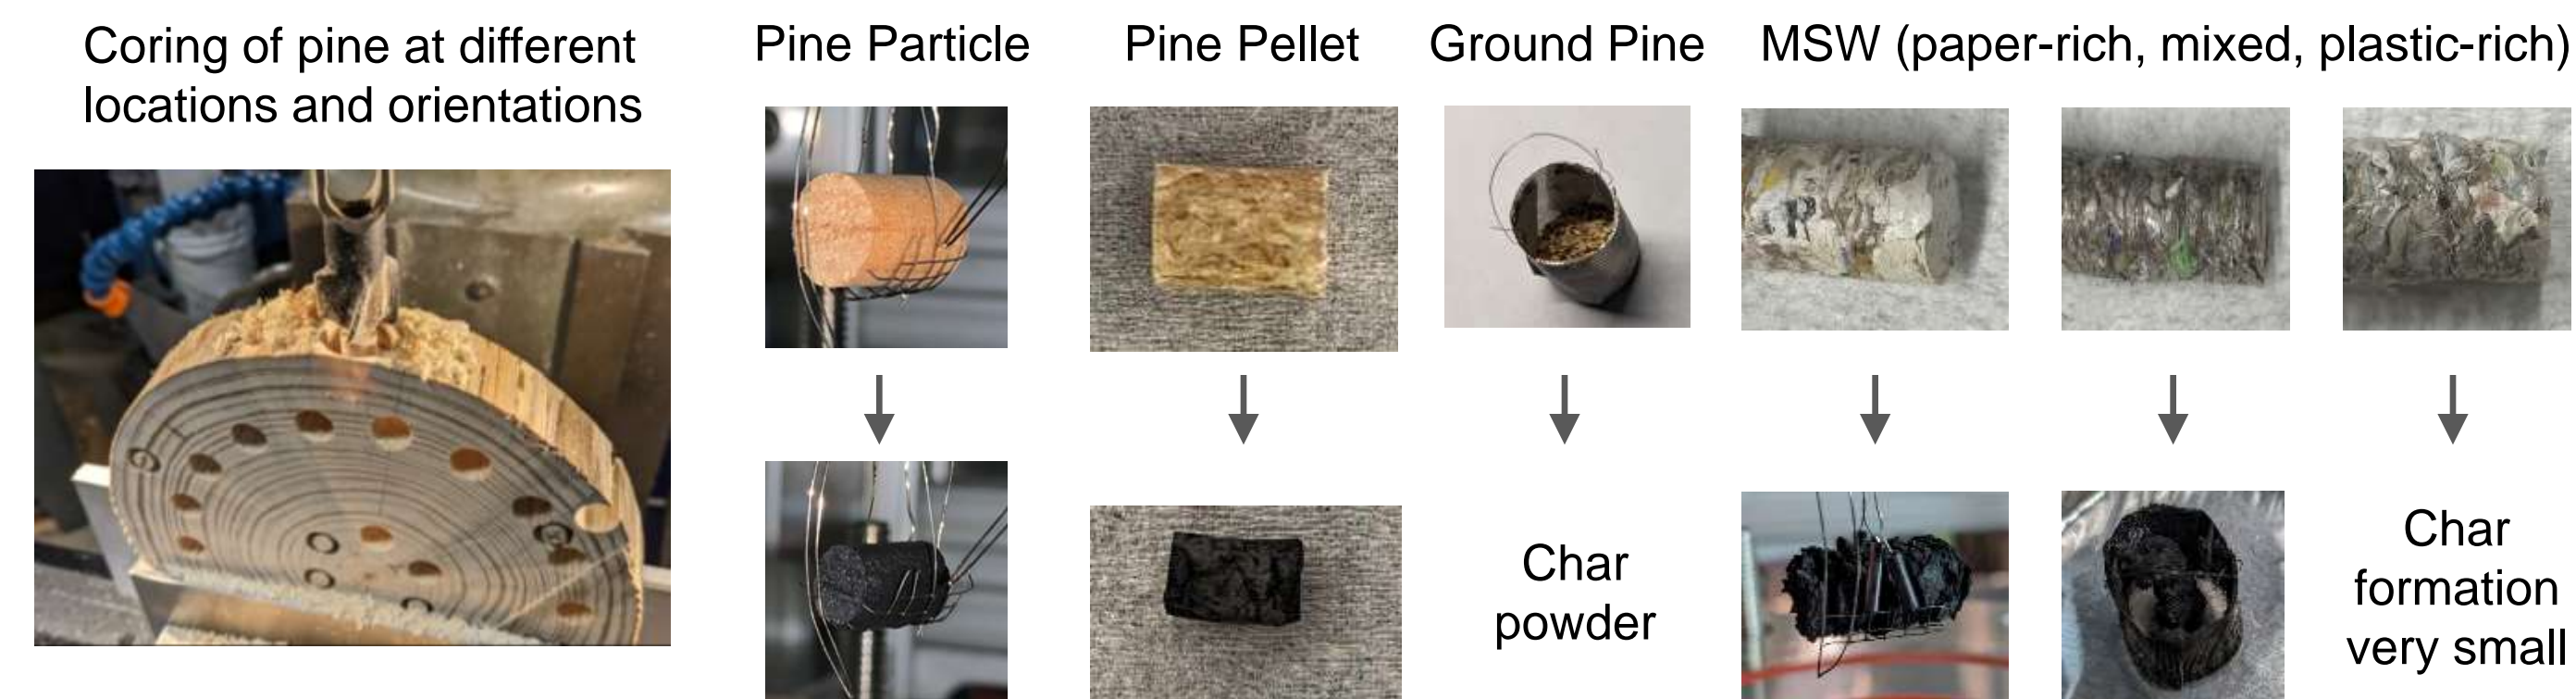 Coring of pine at different
locations and orientations
Pine Particle
Pine Pellet
Ground Pine
MSW (paper-rich, mixed, plastic-rich)
Char
powder
Char
formation
very small